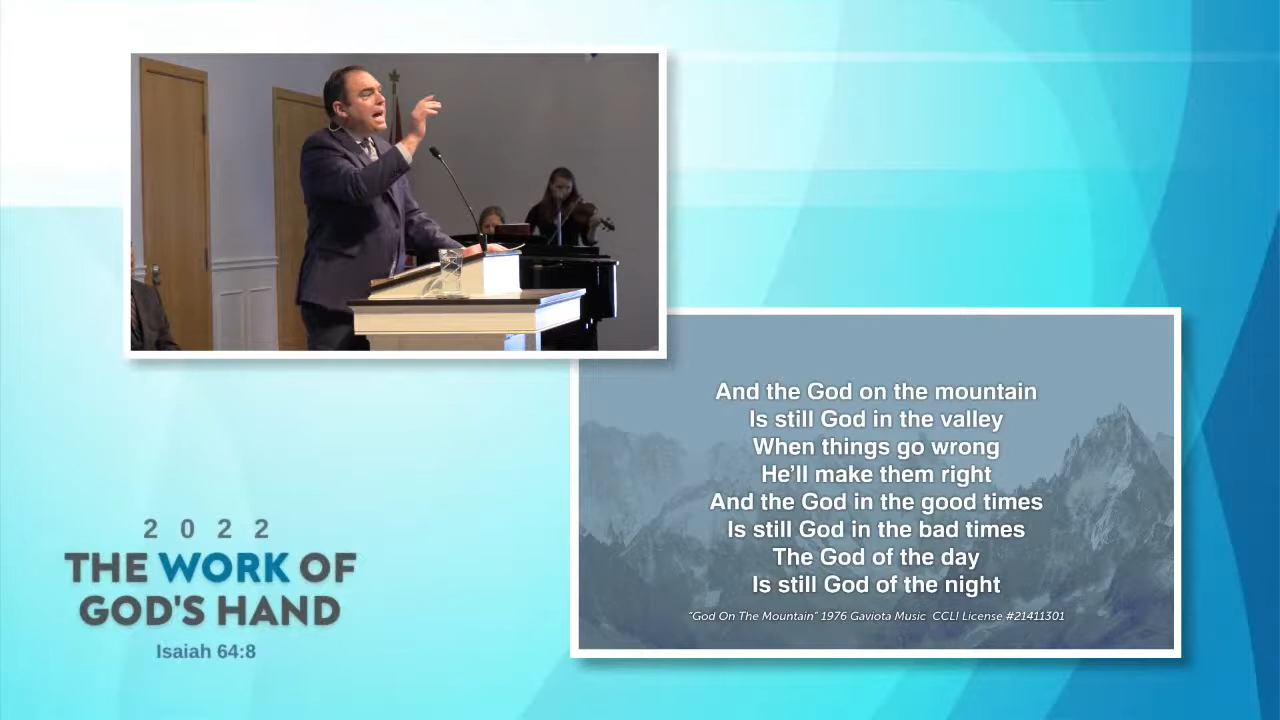 And the God on the mountain
Is still God in the valley
When things go wrong
He’ll make them right
And the God in the good times
Is still God in the bad times
The God of the day
Is still God of the night
“God On The Mountain” 1976 Gaviota Music CCLI License #21411301
2022
THE WORK OF
GOD'S HAND
Isaiah 64:8